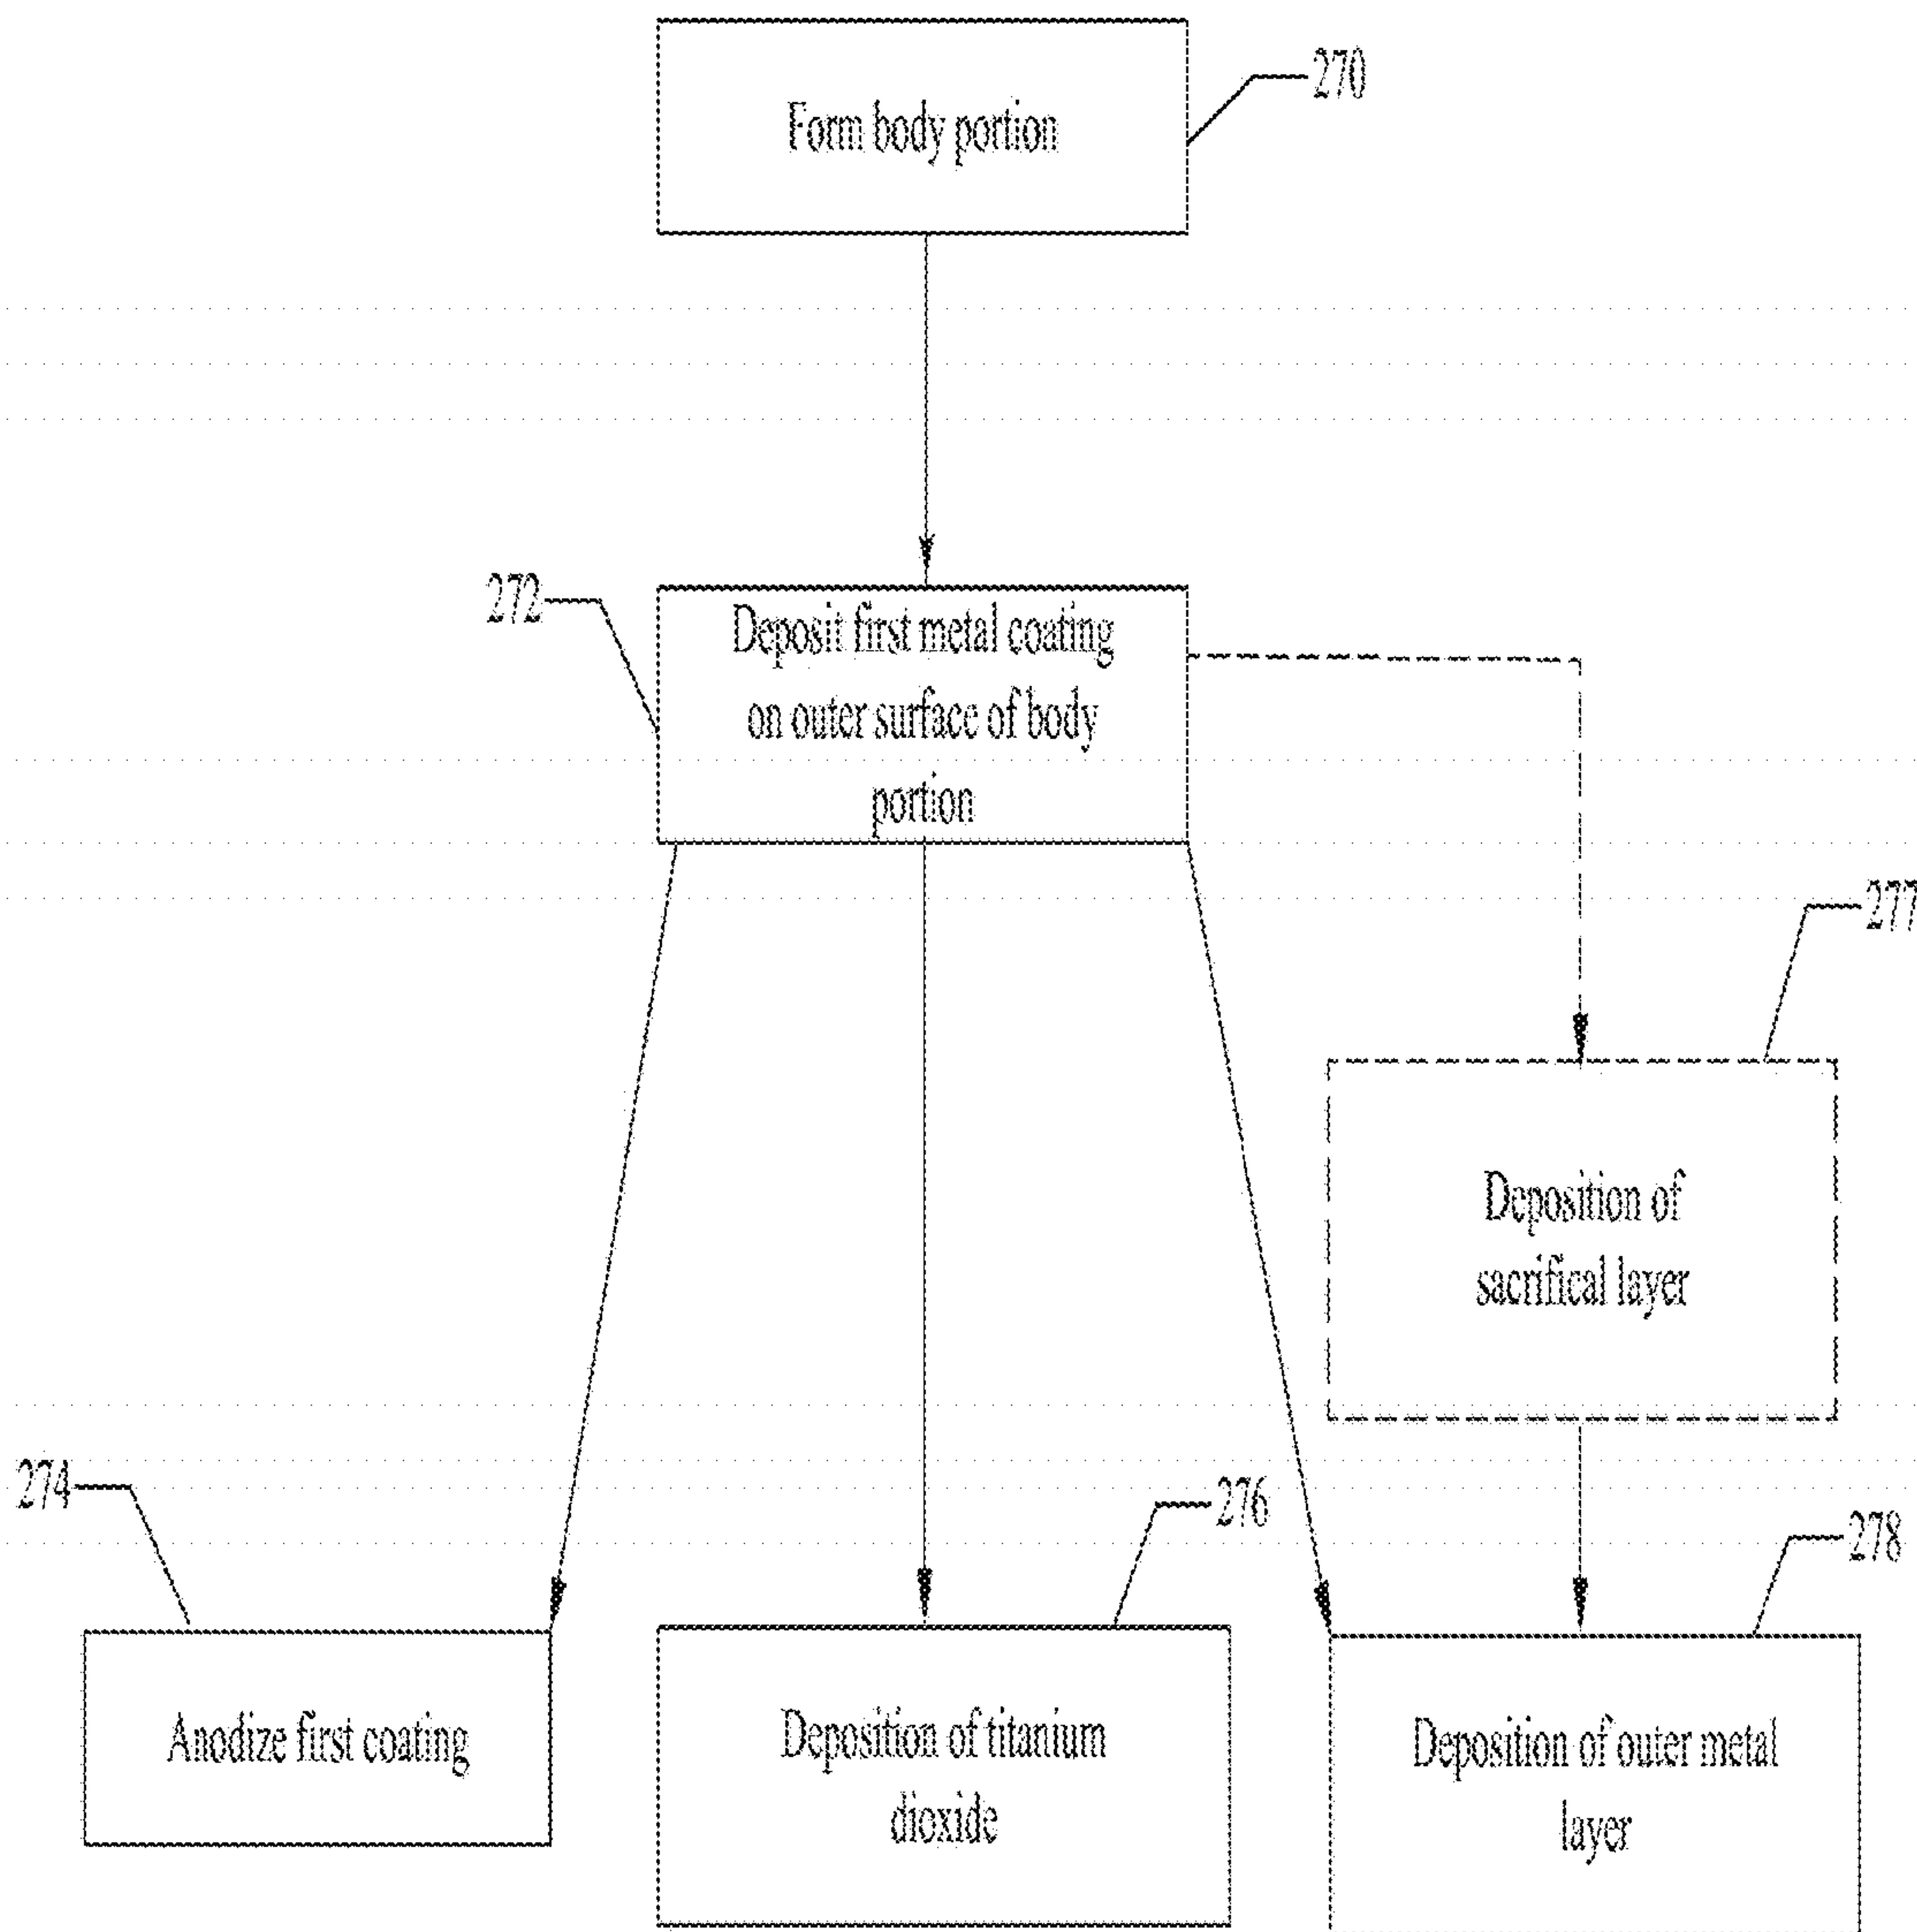 Form body portion
270
272
Deposit first metal coating
on outer surface of body
portion
277
Deposition of
sacrifical layer
274
276
278
Anodize first coating
Deposition of titanium
dioxide
Deposition of outer metal
layer